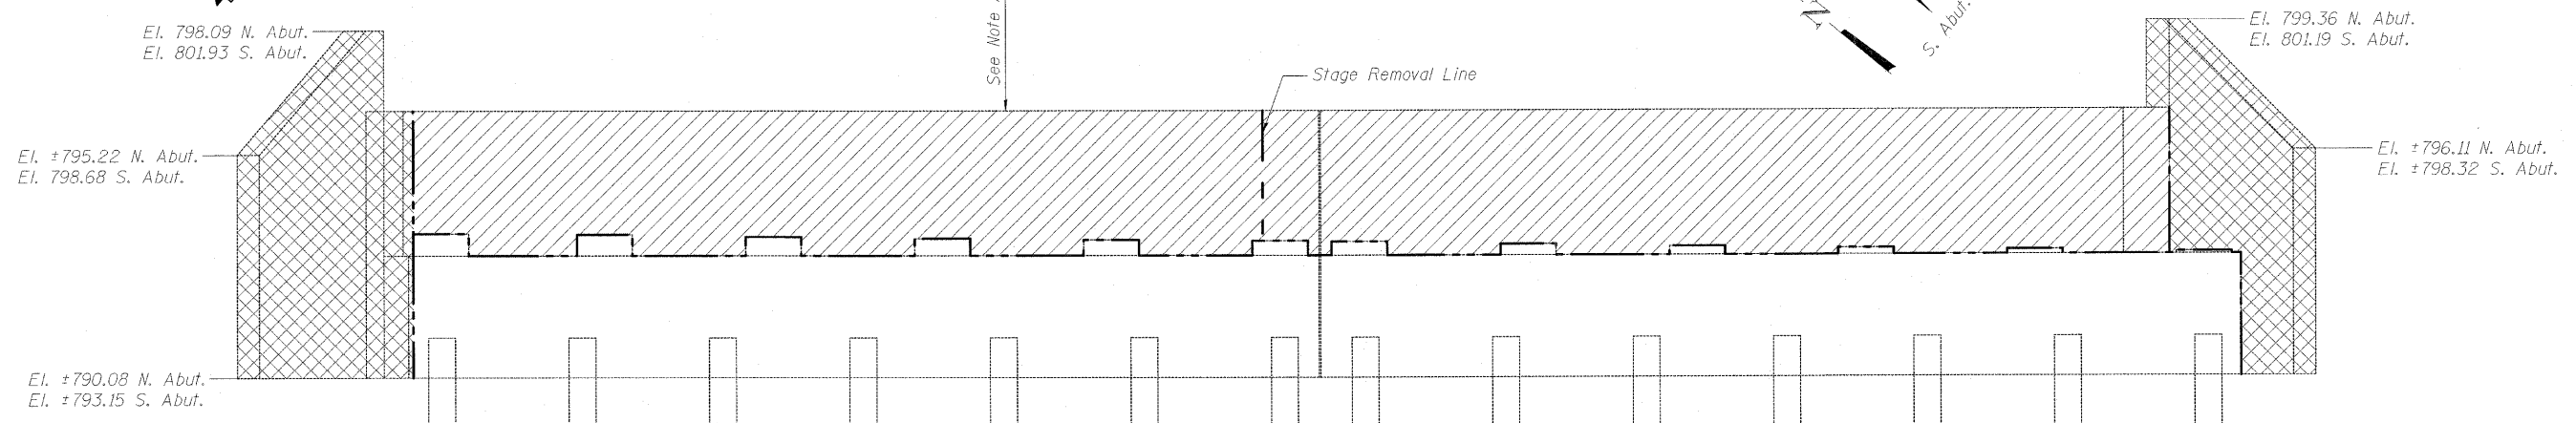 El. 798.09 N. Abut.
El. 801.93 S. Abut.
See Note
N
S. Abut.
El. 799.36 N. Abut.
El. 801.19 S. Abut.
Stage Removal Line
El. ±795.22 N. Abut.
El. 798.68 S. Abut.
El. ±796.11 N. Abut.
El. ±798.32 S. Abut.
El. ±790.08 N. Abut.
El. ±793.15 S. Abut.